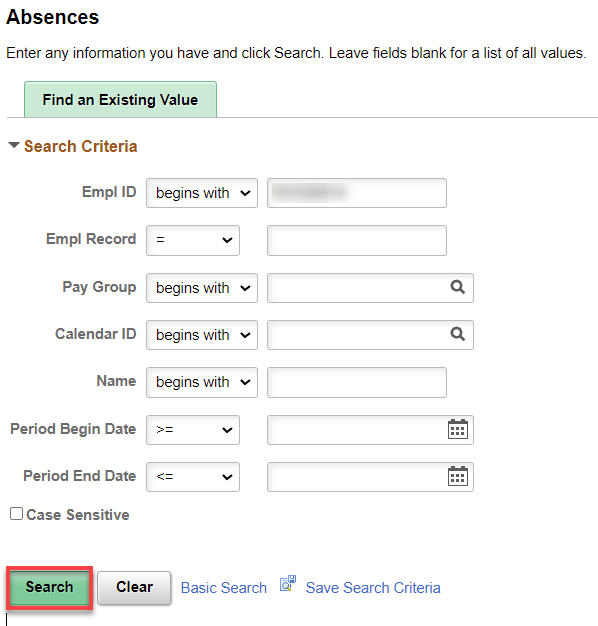 Absences
Enter any information you have and click Search. Leave fields blank for a list of all values.
Find an Existing Value
Search Criteria
Empl ID begins with
Empl Record =
Pay Group begins with
Calendar ID begins with
Name begins with
Period Begin Date >=
Period End Date <=
Case Sensitive
Search Clear Basic Search Save Search Criteria